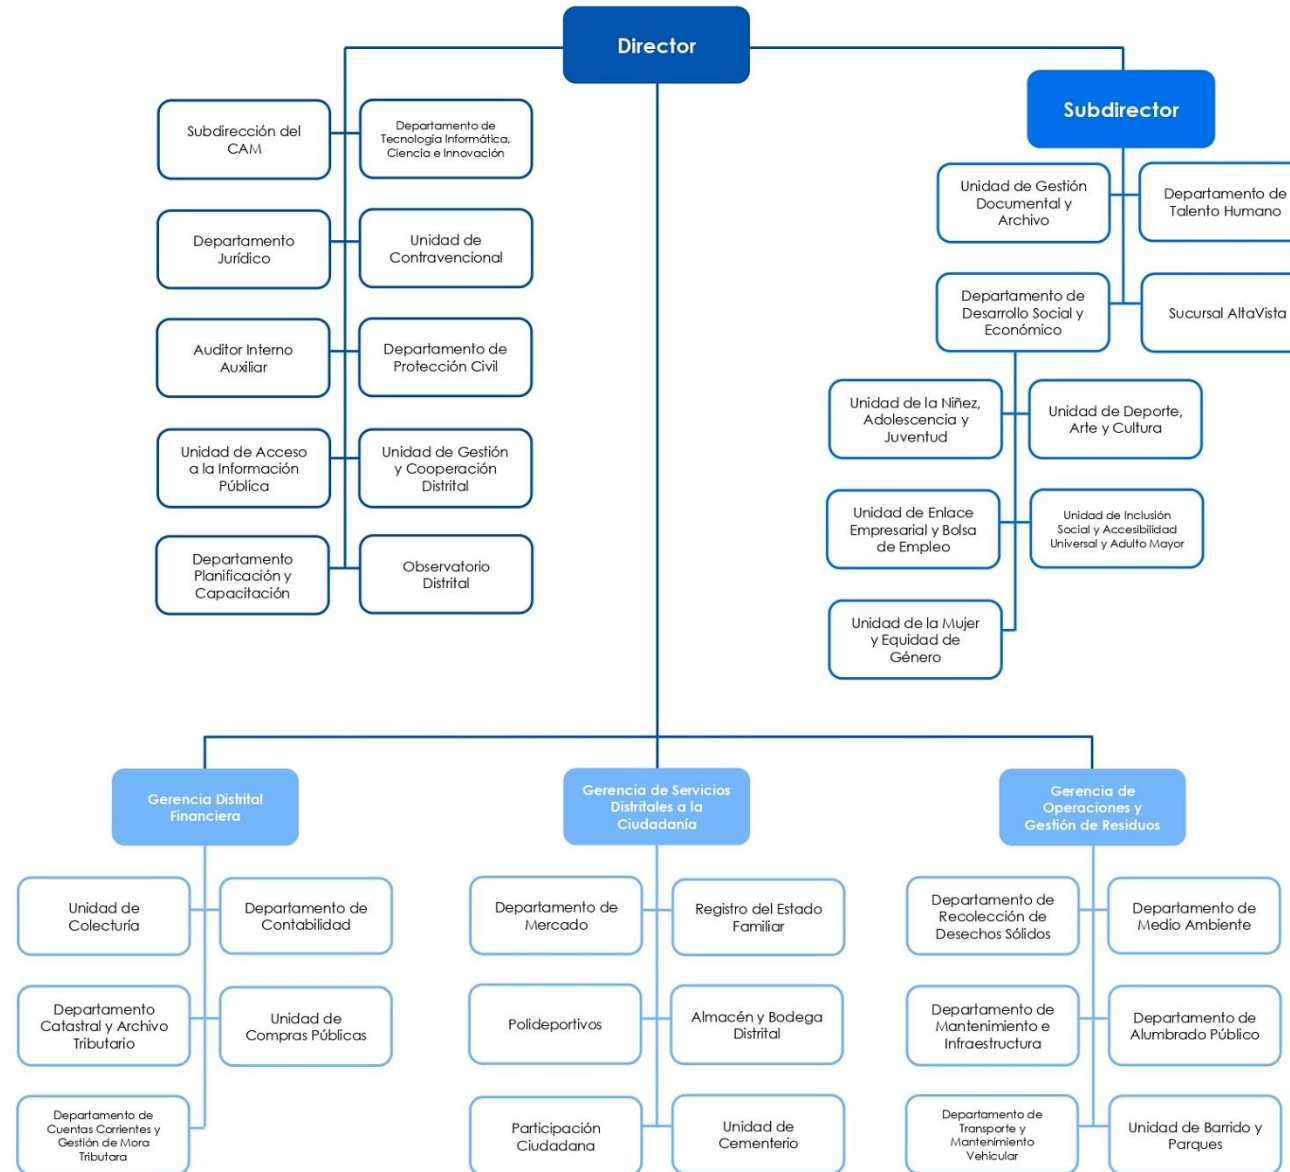 Director
Subdirector
Subdirección del
CAM
Departamento de
Tecnología Informática,
Ciencia e Innovación
Departamento
Jurídico
Unidad de
Contravencional
Auditor Interno
Auxiliar
Departamento de
Protección Civil
Unidad de Acceso
a la Información
Pública
Unidad de Gestión
y Cooperación
Distrital
Departamento
Planificación y
Capacitación
Observatorio
Distrital
Unidad de Gestión
Documental y
Archivo
Departamento de
Talento Humano
Departamento de
Desarrollo Social y
Económico
Sucursal AltaVista
Unidad de la Niñez,
Adolescencia y
Juventud
Unidad de Deporte,
Arte y Cultura
Unidad de Enlace
Empresarial y Bolsa
de Empleo
Unidad de Inclusión
Social y Accesibilidad
Universal y Adulto Mayor
Unidad de la Mujer
y Equidad de
Género
Gerencia Distrital
Financiera
Gerencia de Servicios
Distritales a la
Ciudadanía
Gerencia de
Operaciones y
Gestión de Residuos
Unidad de
Colecturía
Departamento de
Contabilidad
Departamento
Catastral y Archivo
Tributario
Unidad de
Compras Públicas
Departamento de
Cuentas Corrientes y
Gestión de Mora
Tributara
Departamento de
Mercado
Registro del Estado
Familiar
Polideportivos
Almacén y Bodega
Distrital
Participación
Ciudadana
Unidad de
Cementerio
Departamento de
Recolección de
Desechos Sólidos
Departamento de
Medio Ambiente
Departamento de
Mantenimiento e
Infraestructura
Departamento de
Alumbrado Público
Departamento de
Transporte y
Mantenimiento
Vehicular
Unidad de Barrido y
Parques